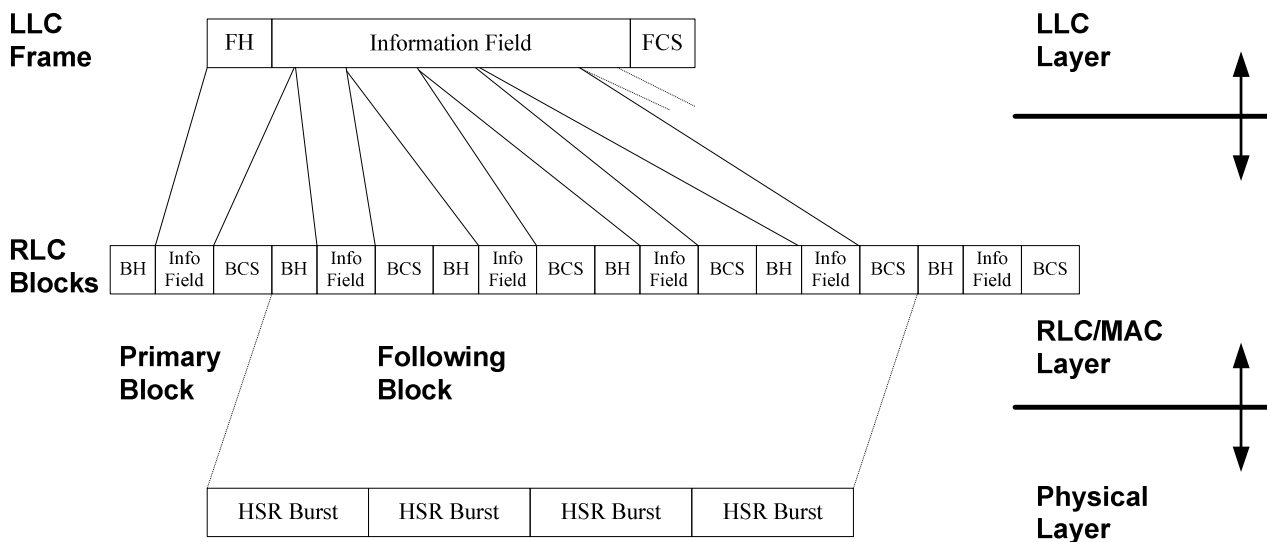 LLC
Frame
FH
Information Field
FCS
LLC
Layer
RLC
Blocks
BH
Info
Field
BCS
BH
Info
Field
BCS
BH
Info
Field
BCS
BH
Info
Field
BCS
BH
Info
Field
BCS
BH
Info
Field
BCS
Primary
Block
Following
Block
RLC/MAC
Layer
HSR Burst
HSR Burst
HSR Burst
HSR Burst
Physical
Layer